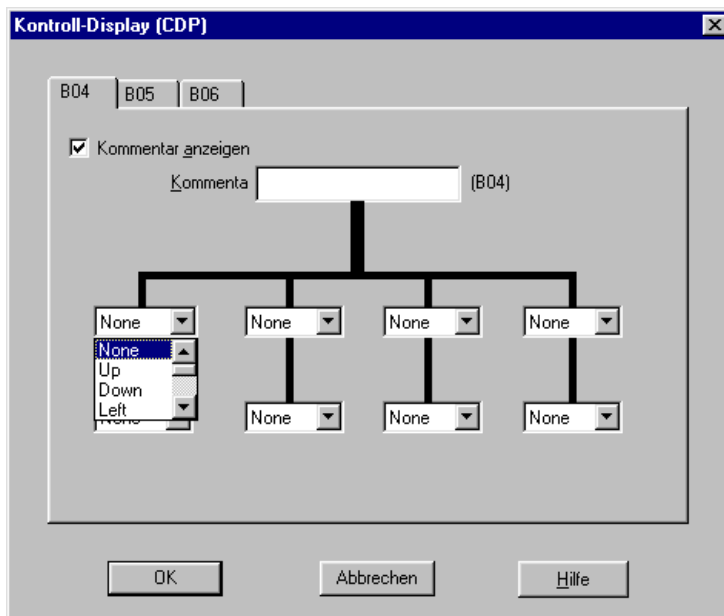 Kontroll-Display (CDP)
B04 B05 B06
Kommentar anzeigen
Kommenta (B04)
None None None None
None
Up
Down
Left
None None None None
OK Abbrechen Hilfe